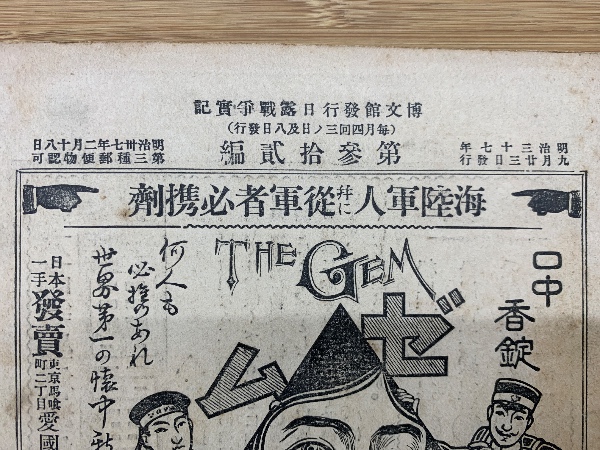 博文館發行日露戰爭實記
(每月四回三ノ日及八日發行)
第參拾貳編
明治三十七年
九月廿三日發行
明治卅七年二月十八日
第三種郵便物認可
海陸軍人幷に從軍者必携劑
THE GEM
口中
香錠
ゼム
何人も
必携のあれ
世界第一の懷中
日本
一手
發賣
東京馬喰
町二丁目
愛國